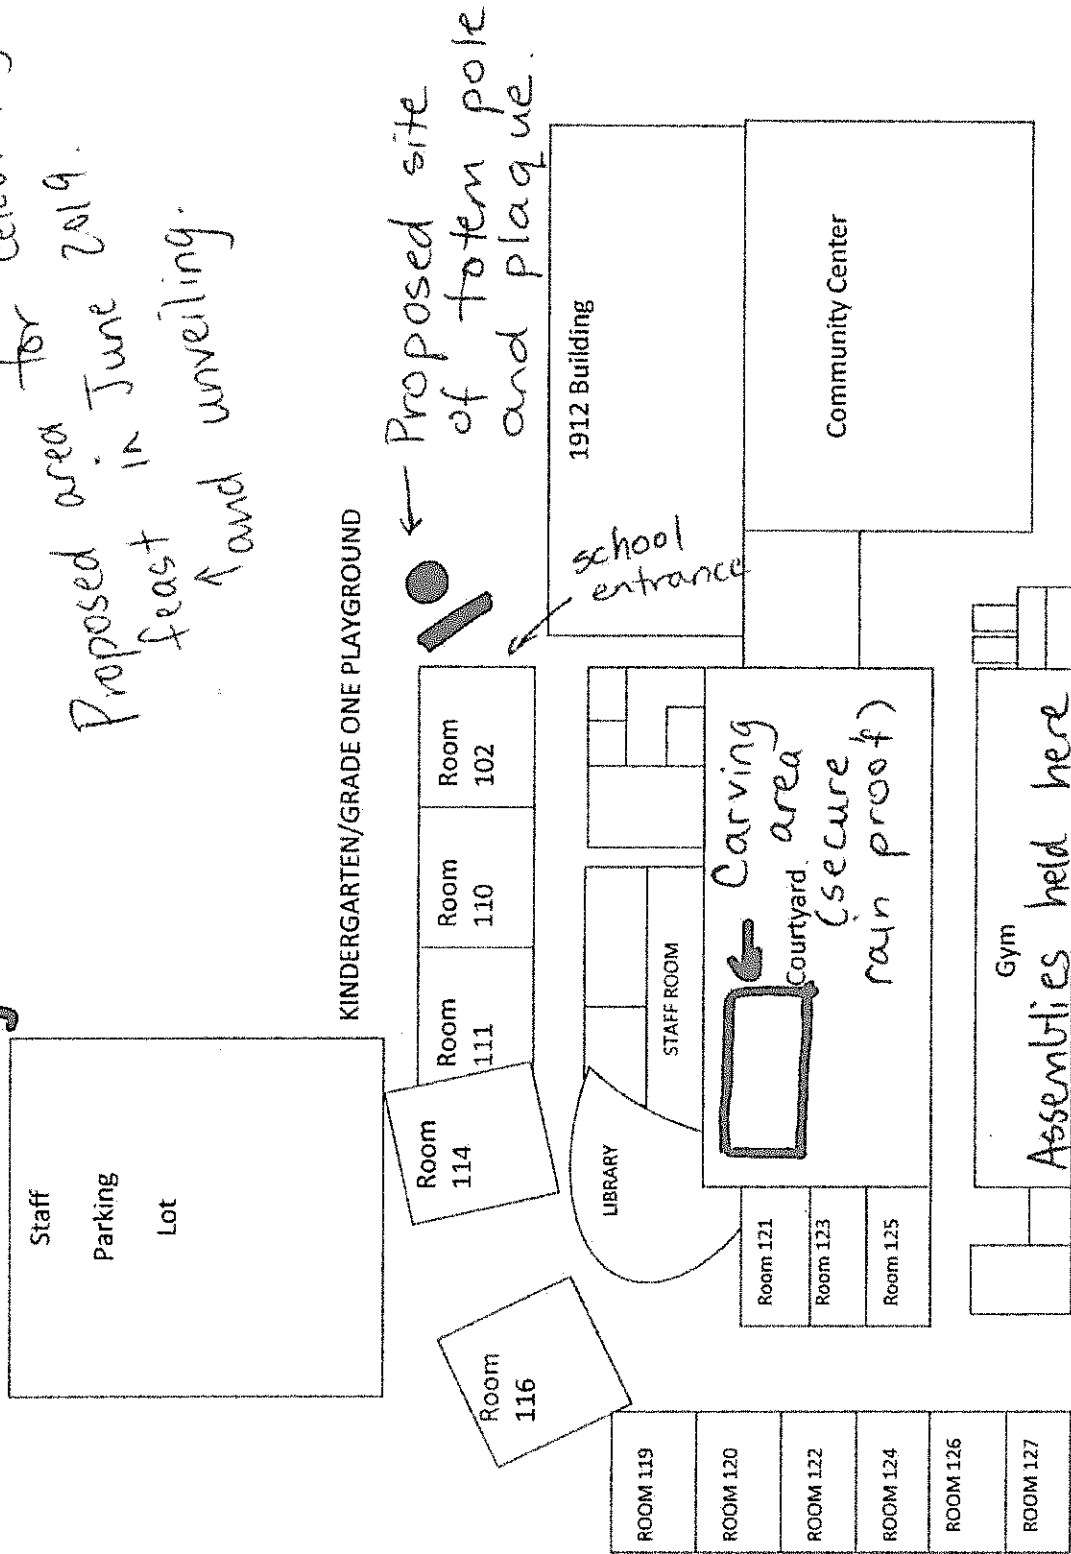 for
Proposed area
feast in June 2019.
↑ and unveiling.
← Proposed site
of totem pole
and plaque.
KINDERGARTEN/GRADE ONE PLAYGROUND
school
entrance
1912 Building
Community Center
Staff
Parking
Lot
Room
102
Room
110
Room
111
Room
114
Room
116
LIBRARY
STAFF ROOM
Carving
area
Courtyard
(secure
rain proof)
Room 121
Room 123
Room 125
Gym
Assemblies held here
ROOM 119
ROOM 120
ROOM 122
ROOM 124
ROOM 126
ROOM 127